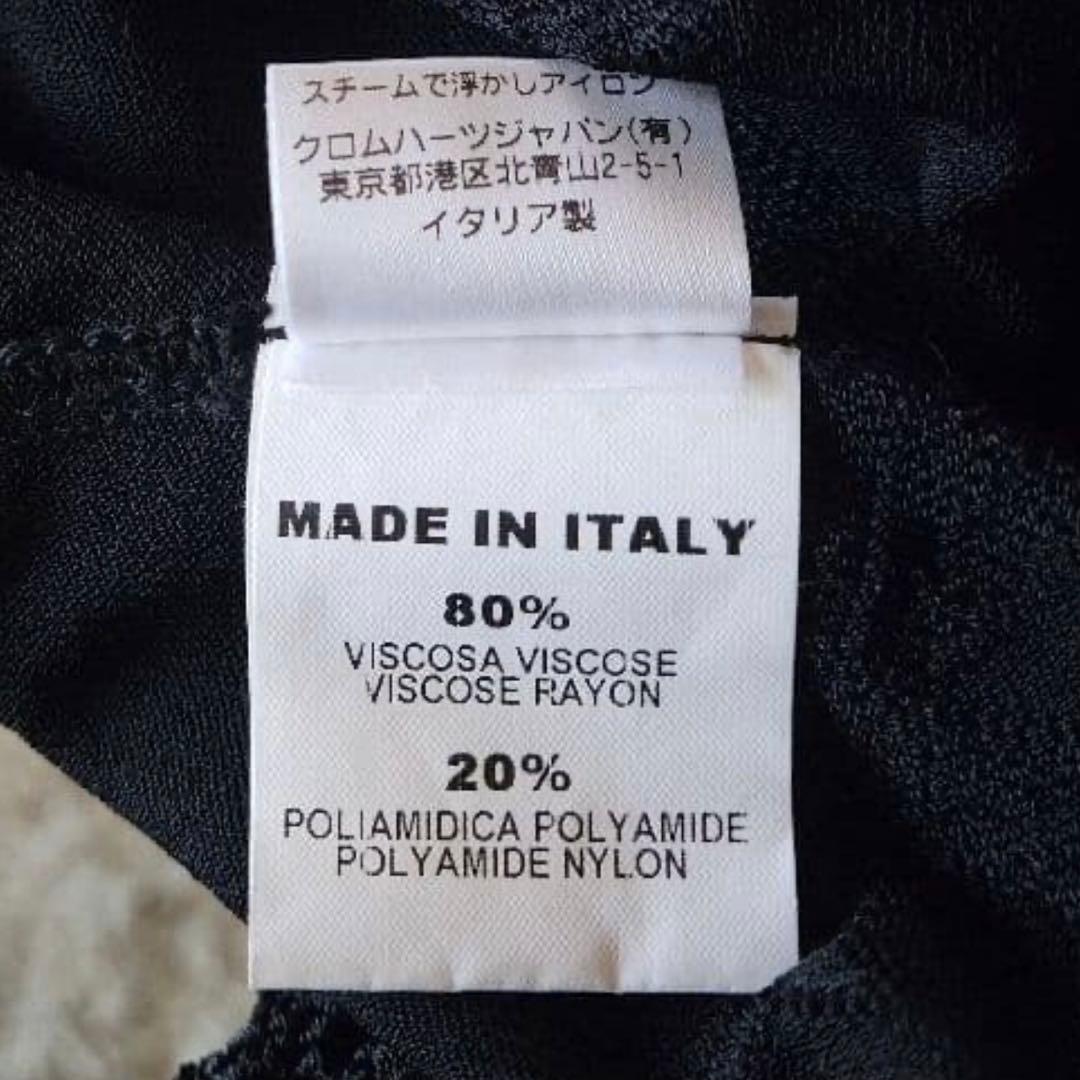 スチームで浮かしアイロン
クロムハーツジャパン(有)
東京都港区北青山2-5-1
イタリア製
MADE IN ITALY
80%
VISCOSA VISCOSE
VISCOSE RAYON
20%
POLIAMIDICA POLYAMIDE
POLYAMIDE NYLON